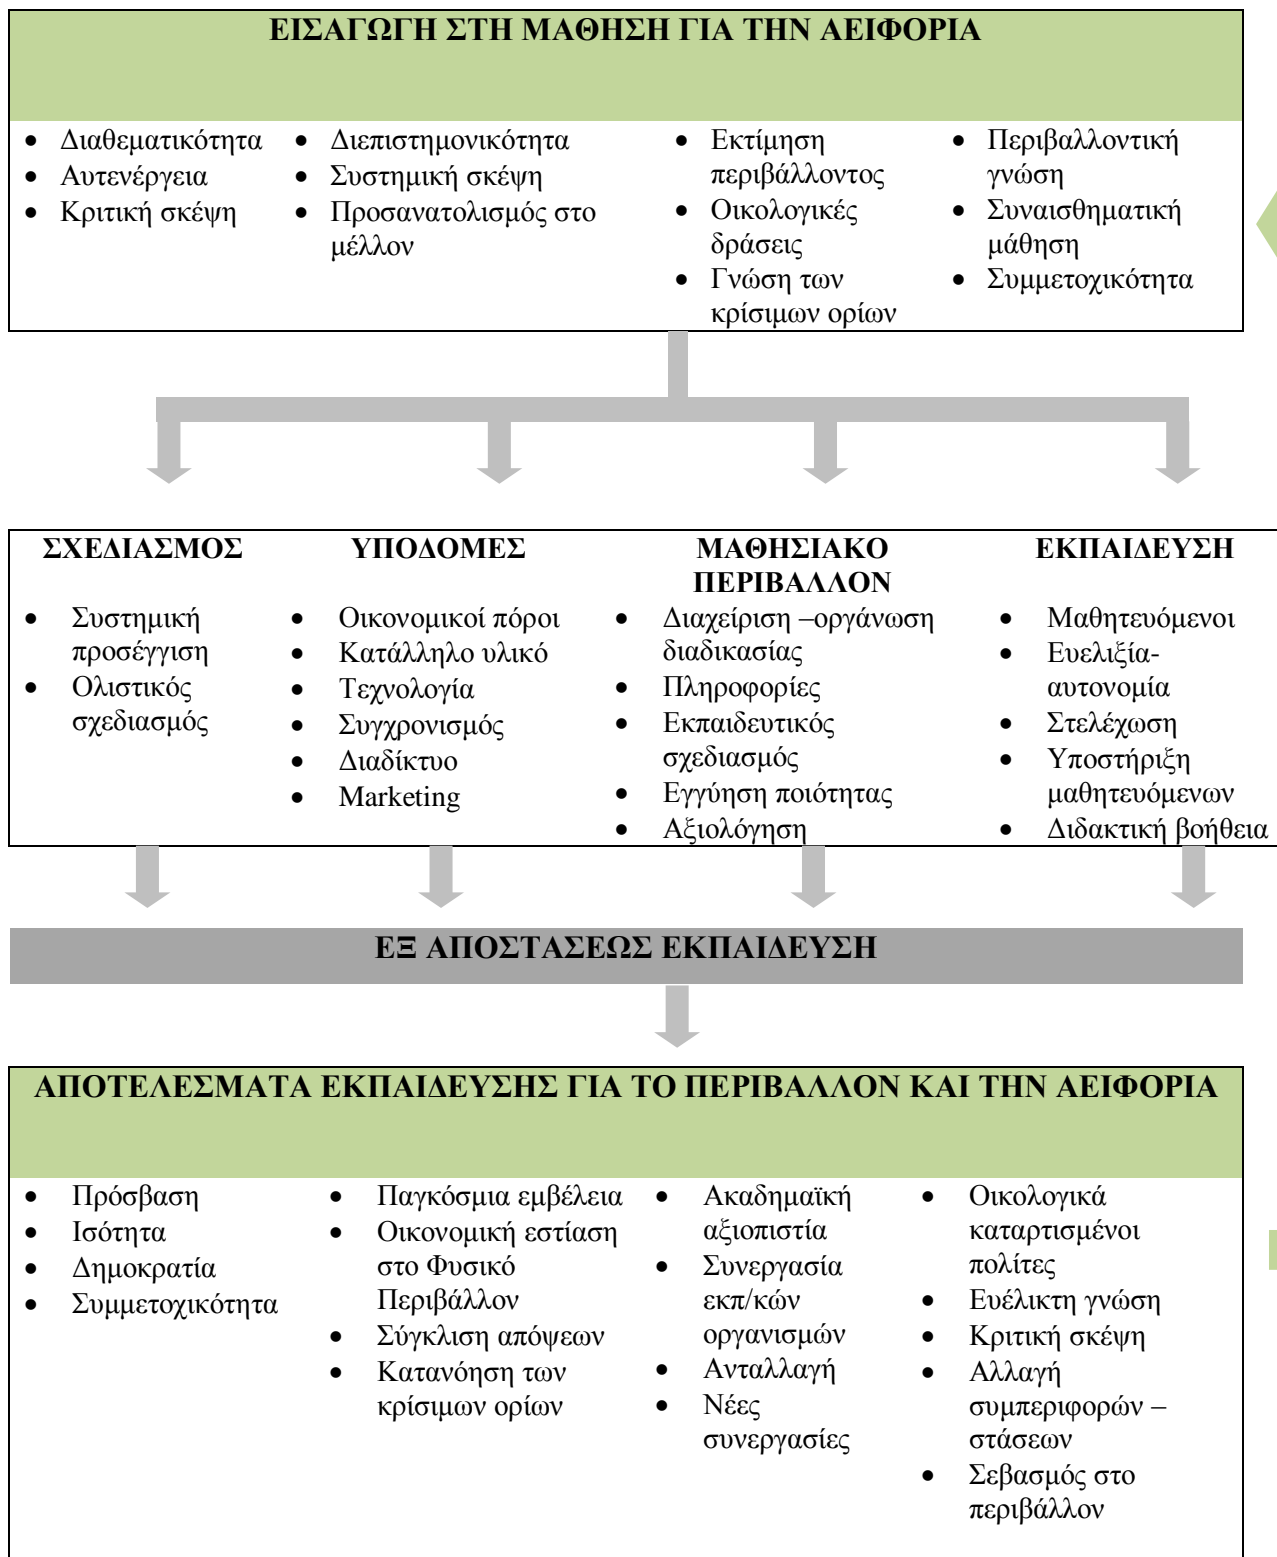 ΕΙΣΑΓΩΓΗ ΣΤΗ ΜΑΘΗΣΗ ΓΙΑ ΤΗΝ ΑΕΙΦΟΡΙΑ
• Διαθεματικότητα
• Αυτενέργεια
• Κριτική σκέψη
• Διεπιστημονικότητα
• Συστημική σκέψη
• Προσανατολισμός στο
μέλλον
• Εκτίμηση
περιβάλλοντος
• Οικολογικές
δράσεις
• Γνώση των
κρίσιμων ορίων
• Περιβαλλοντική
γνώση
• Συναισθηματική
μάθηση
• Συμμετοχικότητα
ΣΧΕΔΙΑΣΜΟΣ
• Συστημική
προσέγγιση
• Ολιστικός
σχεδιασμός
ΥΠΟΔΟΜΕΣ
• Οικονομικοί πόροι
• Κατάλληλο υλικό
• Τεχνολογία
• Συγχρονισμός
• Διαδίκτυο
• Marketing
ΜΑΘΗΣΙΑΚΟ
ΠΕΡΙΒΑΛΛΟΝ
• Διαχείριση –οργάνωση
διαδικασίας
• Πληροφορίες
• Εκπαιδευτικός
σχεδιασμός
• Εγγύηση ποιότητας
• Αξιολόγηση
ΕΚΠΑΙΔΕΥΣΗ
• Μαθητευόμενοι
• Ευελιξία-
αυτονομία
• Στελέχωση
• Υποστήριξη
μαθητευόμενων
• Διδακτική βοήθεια
ΕΞ ΑΠΟΣΤΑΣΕΩΣ ΕΚΠΑΙΔΕΥΣΗ
ΑΠΟΤΕΛΕΣΜΑΤΑ ΕΚΠΑΙΔΕΥΣΗΣ ΓΙΑ ΤΟ ΠΕΡΙΒΑΛΛΟΝ ΚΑΙ ΤΗΝ ΑΕΙΦΟΡΙΑ
• Πρόσβαση
• Ισότητα
• Δημοκρατία
• Συμμετοχικότητα
• Παγκόσμια εμβέλεια
• Οικονομική εστίαση
στο Φυσικό
Περιβάλλον
• Σύγκλιση απόψεων
• Κατανόηση των
κρίσιμων ορίων
• Ακαδημαϊκή
αξιοπιστία
• Συνεργασία
εκπ/κών
οργανισμών
• Ανταλλαγή
• Νέες
συνεργασίες
• Οικολογικά
καταρτισμένοι
πολίτες
• Ευέλικτη γνώση
• Κριτική σκέψη
• Αλλαγή
συμπεριφορών –
στάσεων
• Σεβασμός στο
περιβάλλον